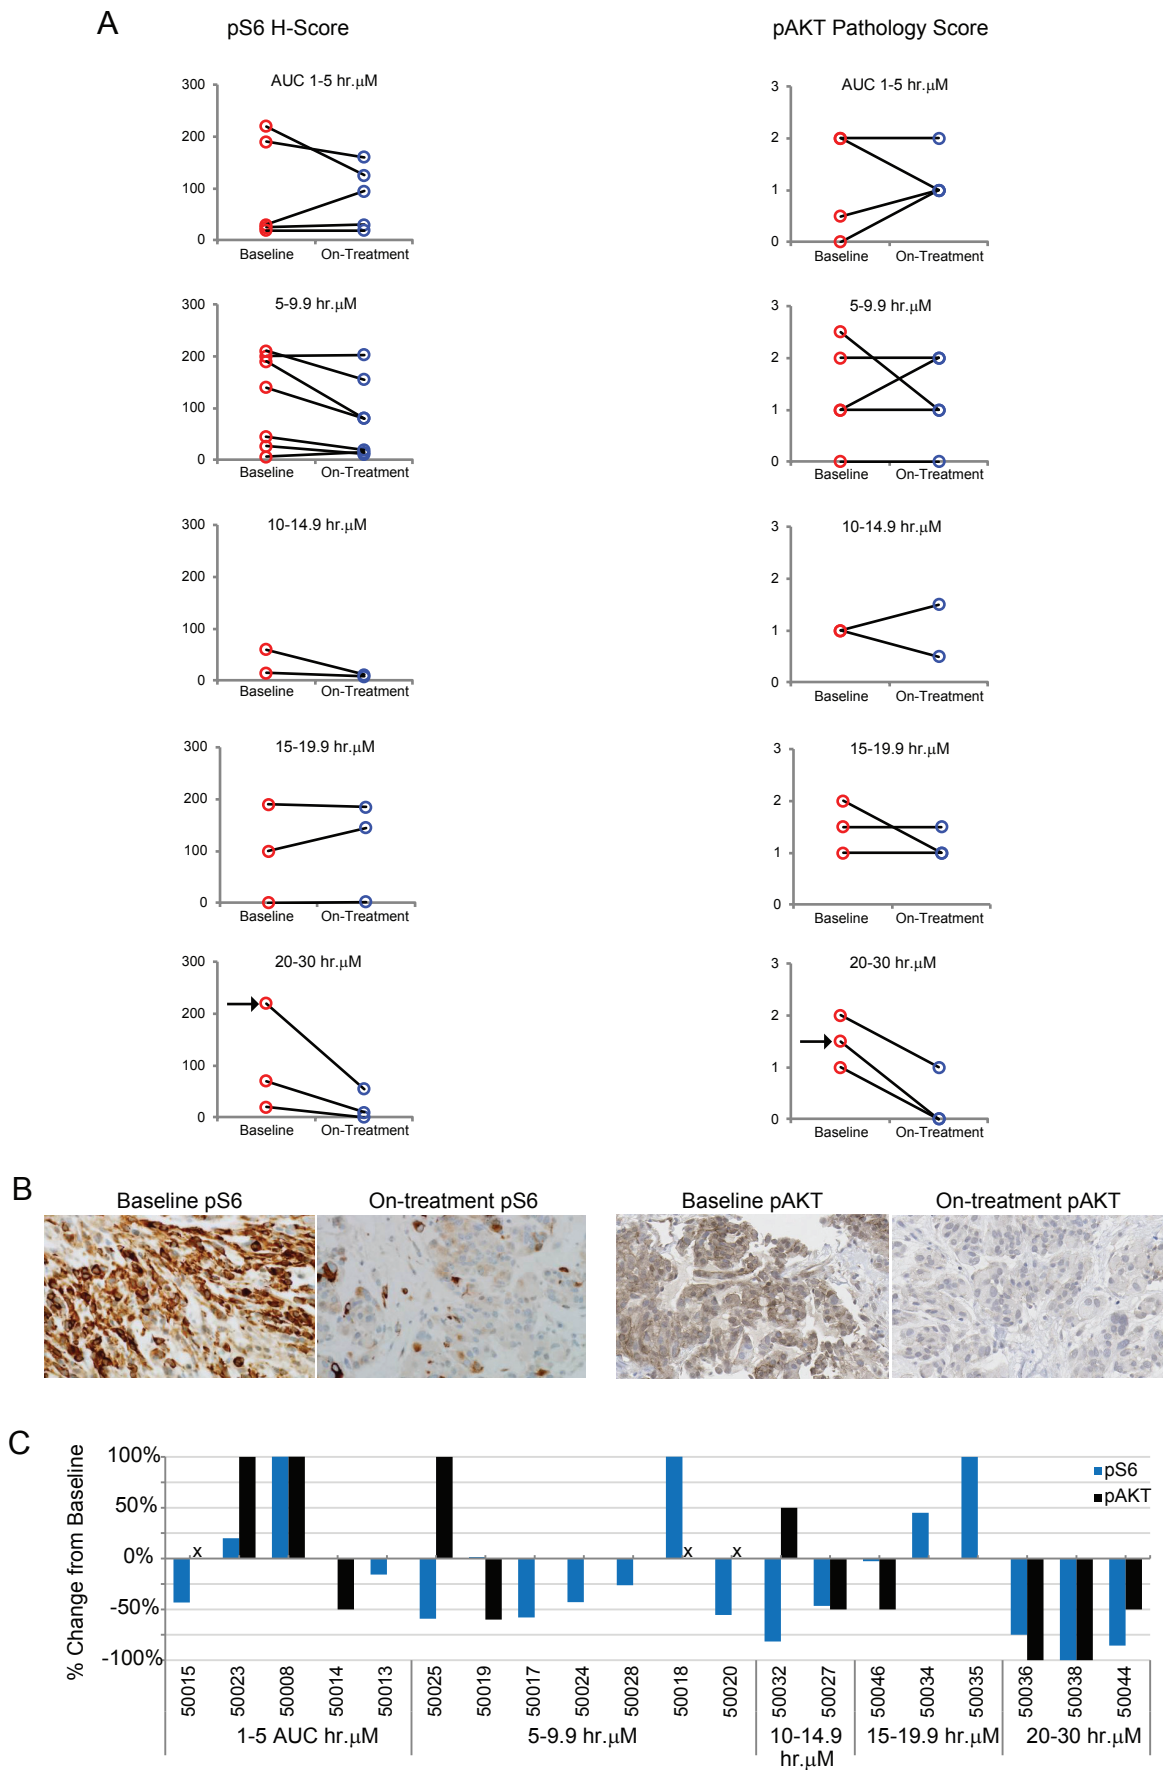 A
pS6 H-Score
pAKT Pathology Score
AUC 1-5 hr.μM
300
200
100
0
Baseline On-Treatment
AUC 1-5 hr.μM
3
2
1
0
Baseline On-Treatment
5-9.9 hr.μM
300
200
100
0
Baseline On-Treatment
5-9.9 hr.μM
3
2
1
0
Baseline On-Treatment
10-14.9 hr.μM
300
200
100
0
Baseline On-Treatment
10-14.9 hr.μM
3
2
1
0
Baseline On-Treatment
15-19.9 hr.μM
300
200
100
0
Baseline On-Treatment
15-19.9 hr.μM
3
2
1
0
Baseline On-Treatment
20-30 hr.μM
300
200
100
0
Baseline On-Treatment
20-30 hr.μM
3
2
1
0
Baseline On-Treatment
B
Baseline pS6
On-treatment pS6
Baseline pAKT
On-treatment pAKT
C
% Change from Baseline
100%
50%
0%
-50%
-100%
pS6
pAKT
x
x
x
50015
50023
50008
50014
50013
50025
50019
50017
50024
50028
50018
50020
50032
50027
50046
50034
50035
50036
50038
50044
1-5 AUC hr.μM
5-9.9 hr.μM
10-14.9
hr.μM
15-19.9 hr.μM
20-30 hr.μM